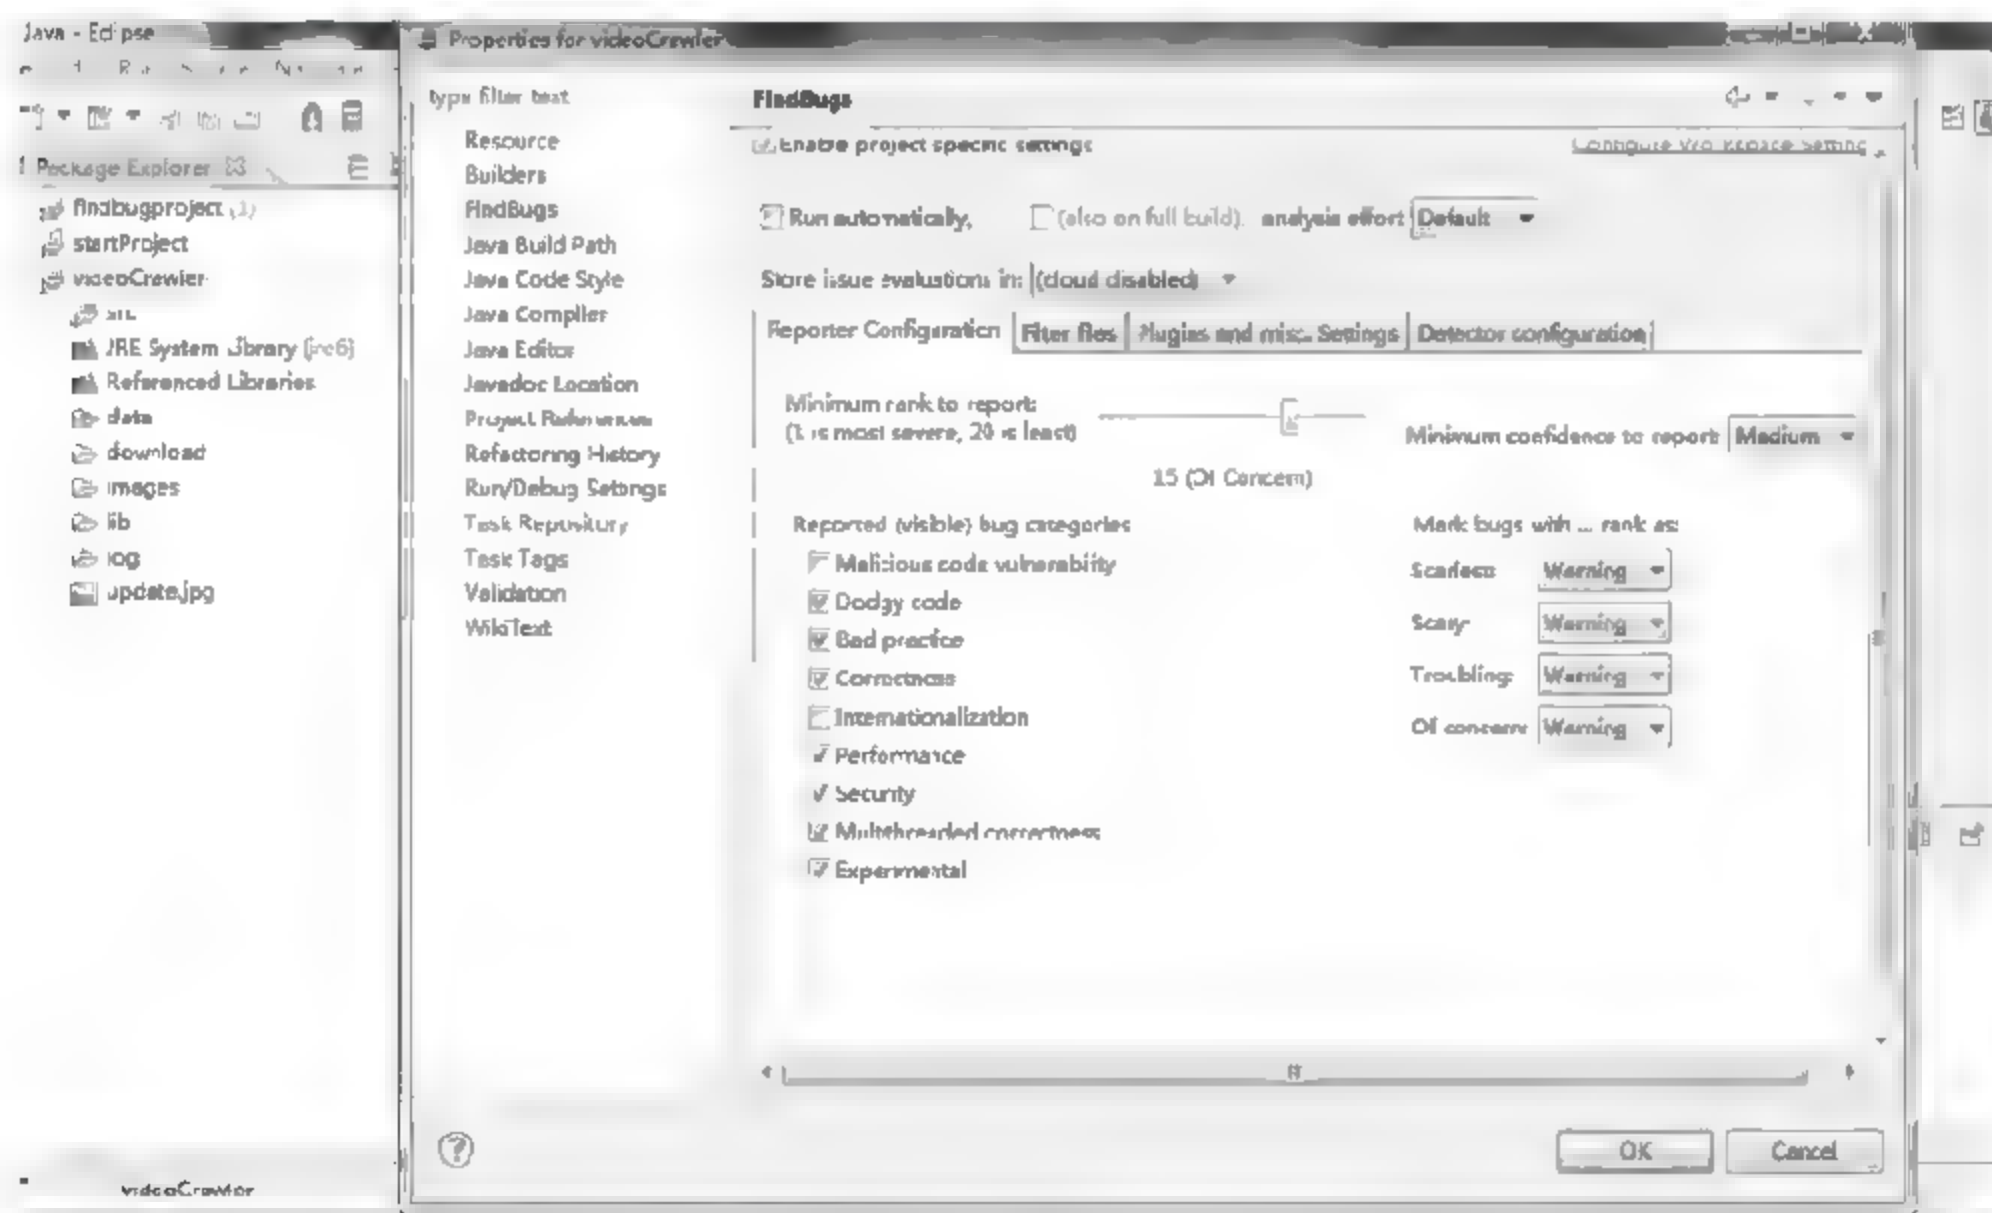 Java - Eclipse
Package Explorer
findbugproject (1)
startProject
videoCrawler
src
JRE System Library [jre6]
Referenced Libraries
data
download
images
lib
log
update.jpg
videoCrawler
Properties for videoCrawler
type filter text
Resource
Builders
FindBugs
Java Build Path
Java Code Style
Java Compiler
Java Editor
Javadoc Location
Project References
Refactoring History
Run/Debug Settings
Task Repository
Task Tags
Validation
WikiText
FindBugs
Enable project specific settings
Configure Workspace Setting
Run automatically, (also on full build), analysis effort Default
Store issue evaluations in: (cloud disabled)
Reporter Configuration Filter files Plugins and misc. Settings Detector configuration
Minimum rank to report:
(1 is most severe, 20 is least)
Minimum confidence to report: Medium
15 (Of Concern)
Reported (visible) bug categories
Mark bugs with ... rank as:
Malicious code vulnerability
Scariest: Warning
Dodgy code
Scary: Warning
Bad practice
Correctness
Troubling: Warning
Internationalization
Of concern: Warning
Performance
Security
Multithreaded correctness
Experimental
OK Cancel